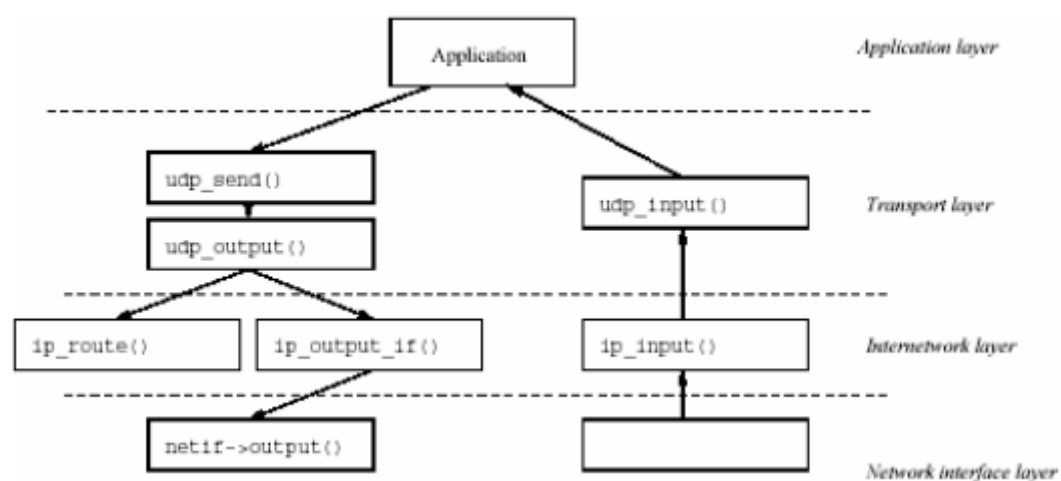 Application
Application layer
udp_send()
udp_input()
Transport layer
udp_output()
ip_route()
ip_output_if()
ip_input()
Internetwork layer
netif->output()
Network interface layer